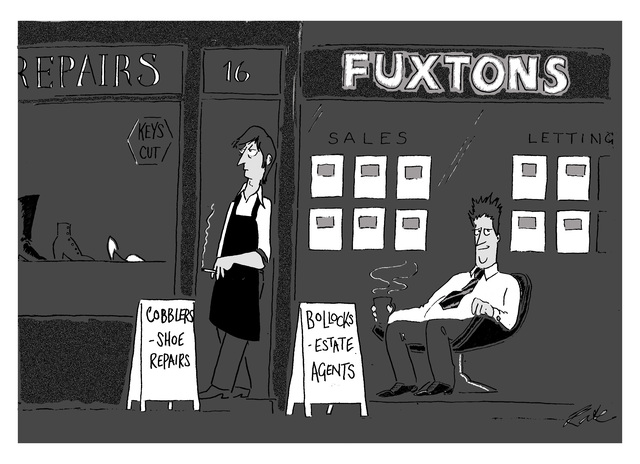 REPAIRS
16
FUXTONS
KEYS
CUT
SALES
LETTING
COBBLERS
-SHOE
REPAIRS
BOLLOCKS
-ESTATE
AGENTS